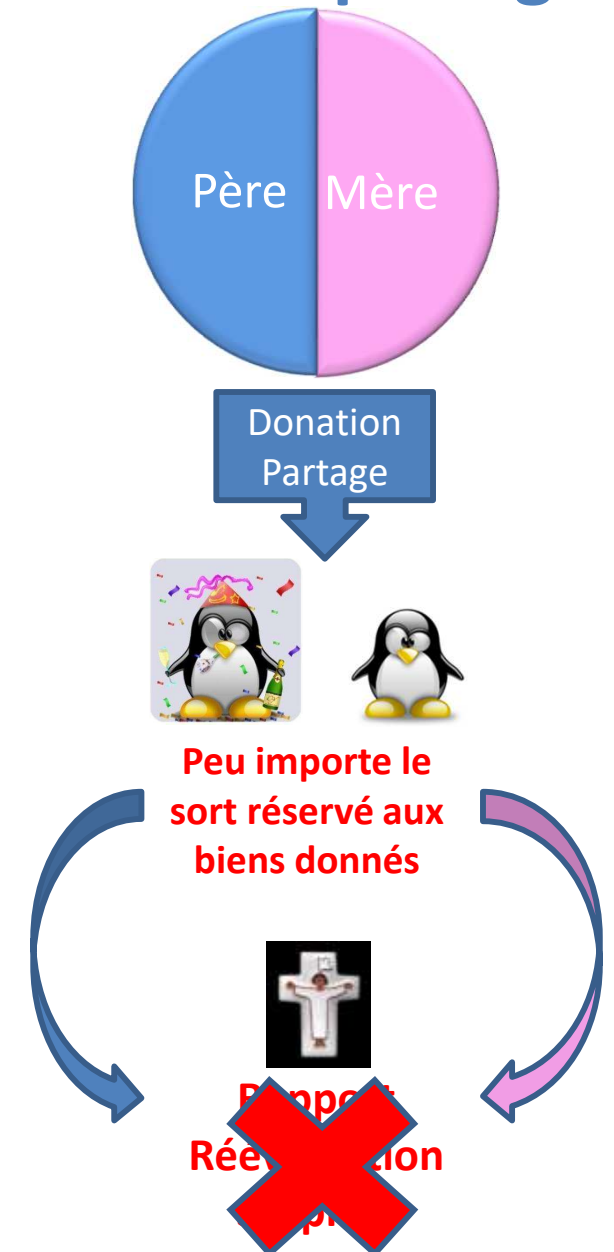 Père Mère
Donation
Partage
Peu importe le
sort réservé aux
biens donnés